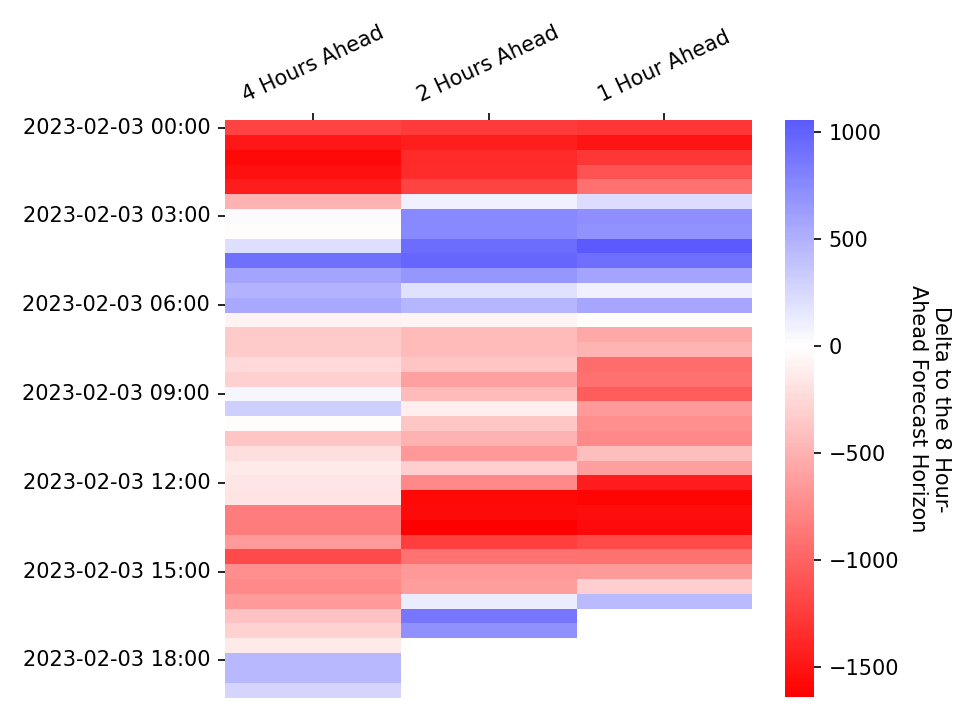 4 Hours Ahead
2 Hours Ahead
1 Hour Ahead
2023-02-03 00:00
2023-02-03 03:00
2023-02-03 06:00
2023-02-03 09:00
2023-02-03 12:00
2023-02-03 15:00
2023-02-03 18:00
1000
500
0
−500
−1000
−1500
Delta to the 8 Hour-
Ahead Forecast Horizon